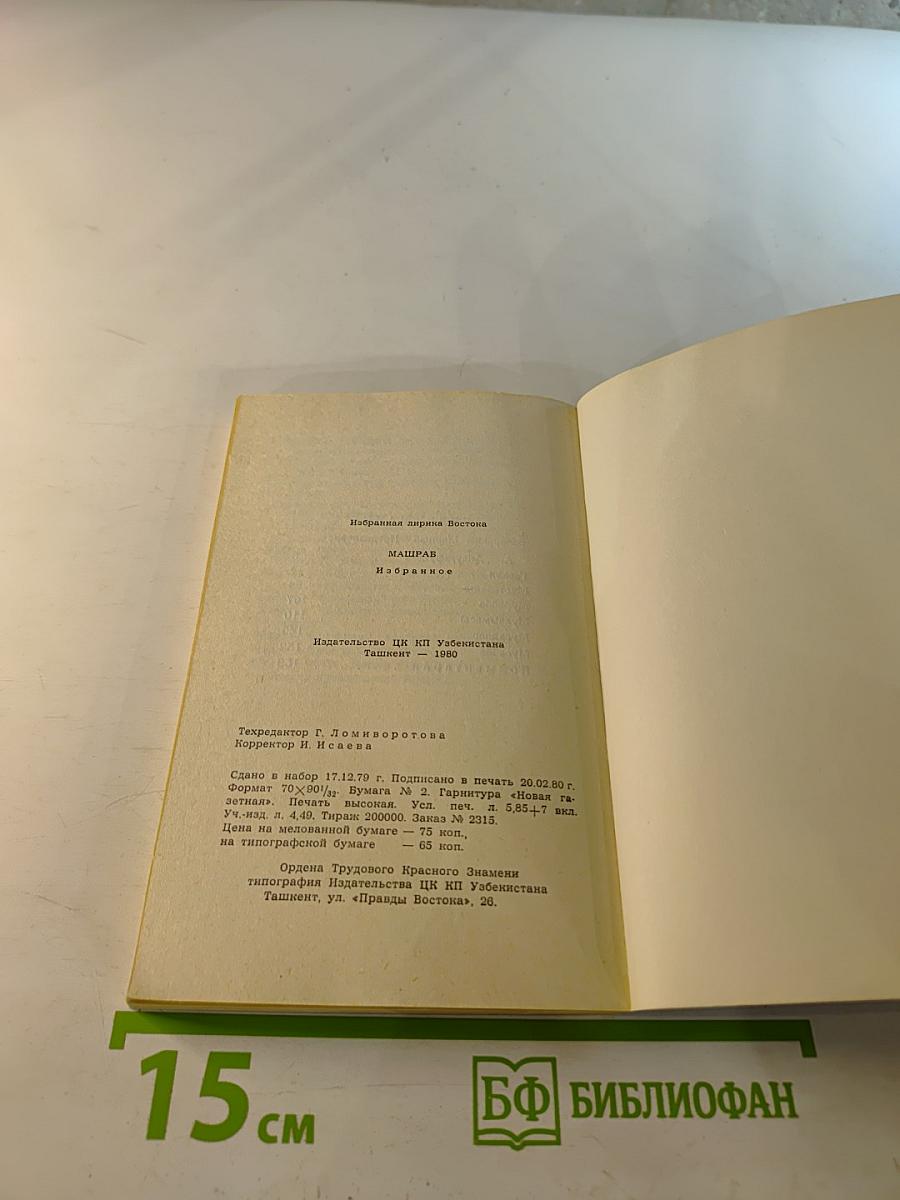 Избранная лирика Востока
МАШРАБ
Избранное
Издательство ЦК КП Узбекистана
Ташкент — 1980
Техредактор Г. Ломиворотова
Корректор И. Исаева
Сдано в набор 17.12.79 г. Подписано в печать 20.02.80 г.
Формат 70×90¹/₃₂. Бумага № 2. Гарнитура «Новая га-
зетная». Печать высокая. Усл. печ. л. 5,85+7 вкл.
Уч.-изд. л. 4,49. Тираж 200000. Заказ № 2315.
Цена на мелованной бумаге — 75 коп.,
на типографской бумаге — 65 коп.
Ордена Трудового Красного Знамени
типография Издательства ЦК КП Узбекистана
Ташкент, ул. «Правды Востока», 26.
15 см
БФ БИБЛИОФАН